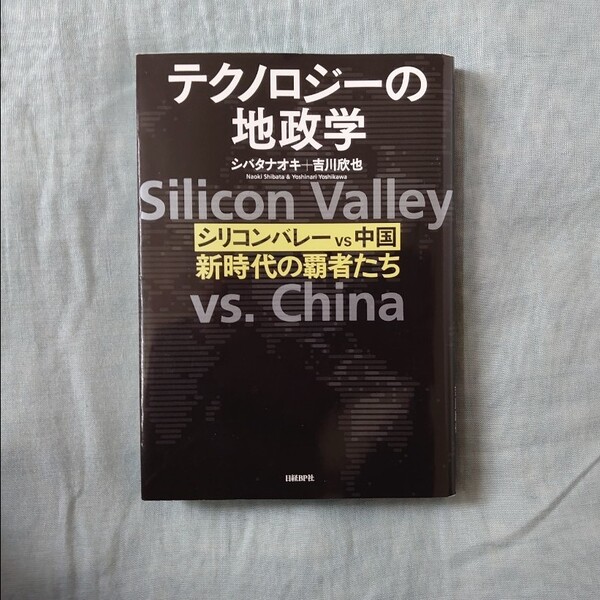 テクノロジーの
地政学
シバタナオキ+吉川欣也
Naoki Shibata & Yoshinari Yoshikawa
Silicon Valley
シリコンバレー vs 中国
新時代の覇者たち
vs. China
日経BP社